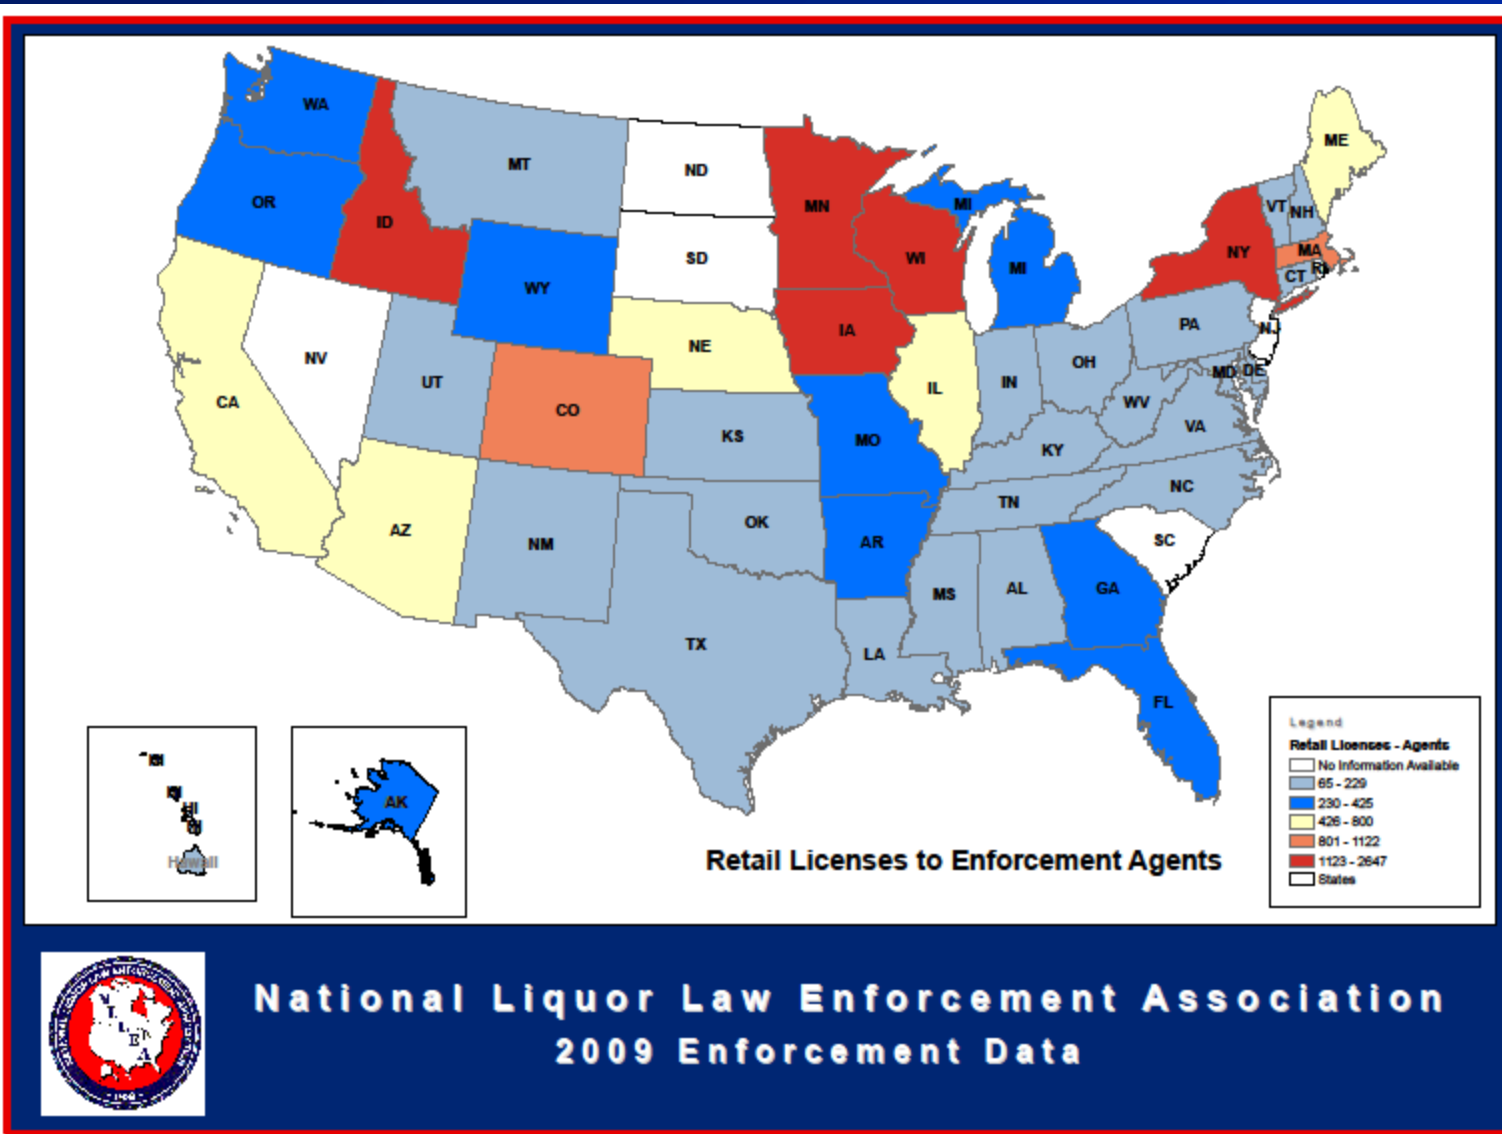 WA
MT
ND
ME
OR
ID
MN
MI
VT
NH
SD
WI
NY
MA
WY
MI
CT
RI
IA
PA
NJ
NE
NV
OH
UT
IL
IN
MD
DE
CA
CO
WV
KS
MO
VA
KY
NC
TN
OK
AZ
NM
AR
SC
MS
AL
GA
TX
LA
FL
HI
AK
Hawaii
Retail Licenses to Enforcement Agents
Legend
Retail Licenses - Agents
No Information Available
65 - 229
230 - 425
426 - 800
801 - 1122
1123 - 2647
States
National Liquor Law Enforcement Association
2009 Enforcement Data
N.L.L.E.A